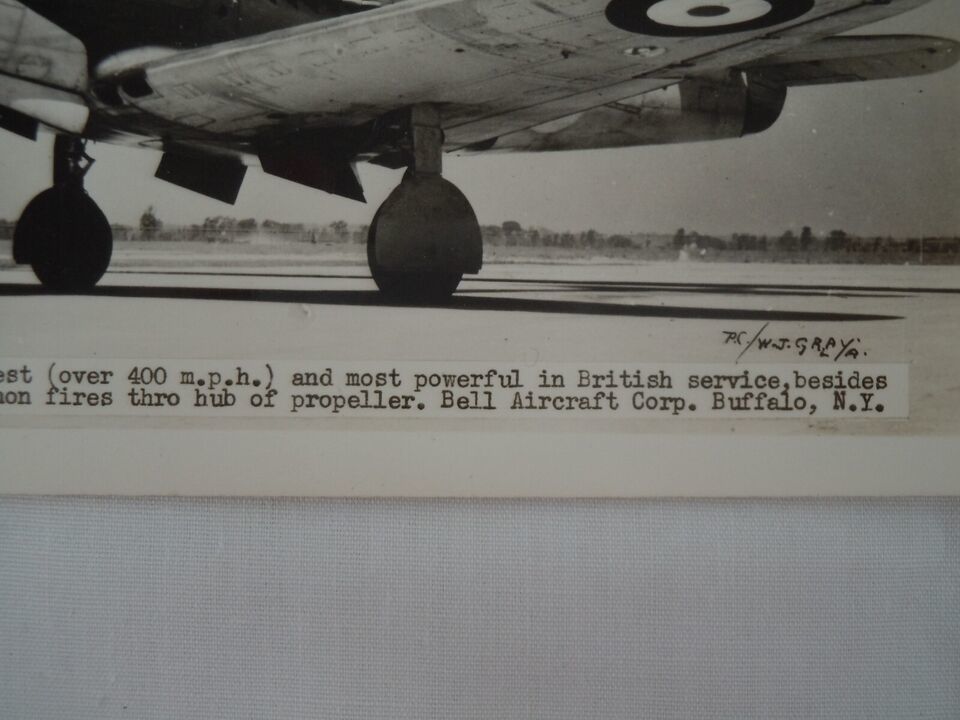 P.C./W.J. GRAY
est (over 400 m.p.h.) and most powerful in British service,besides
non fires thro hub of propeller. Bell Aircraft Corp. Buffalo, N.Y.